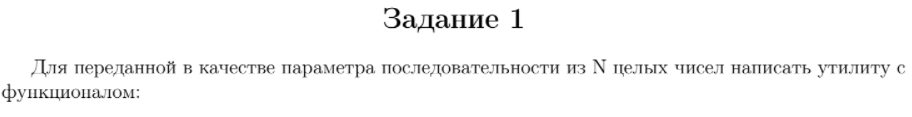 Задание 1
Для переданной в качестве параметра последовательности из N целых чисел написать утилиту с
функционалом: